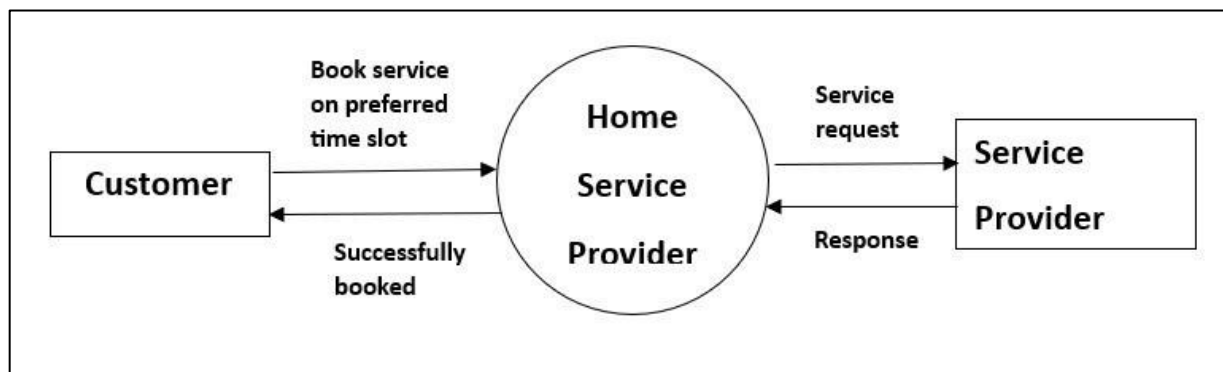 Customer
Book service
on preferred
time slot
Successfully
booked
Home
Service
Provider
Service
request
Response
Service
Provider